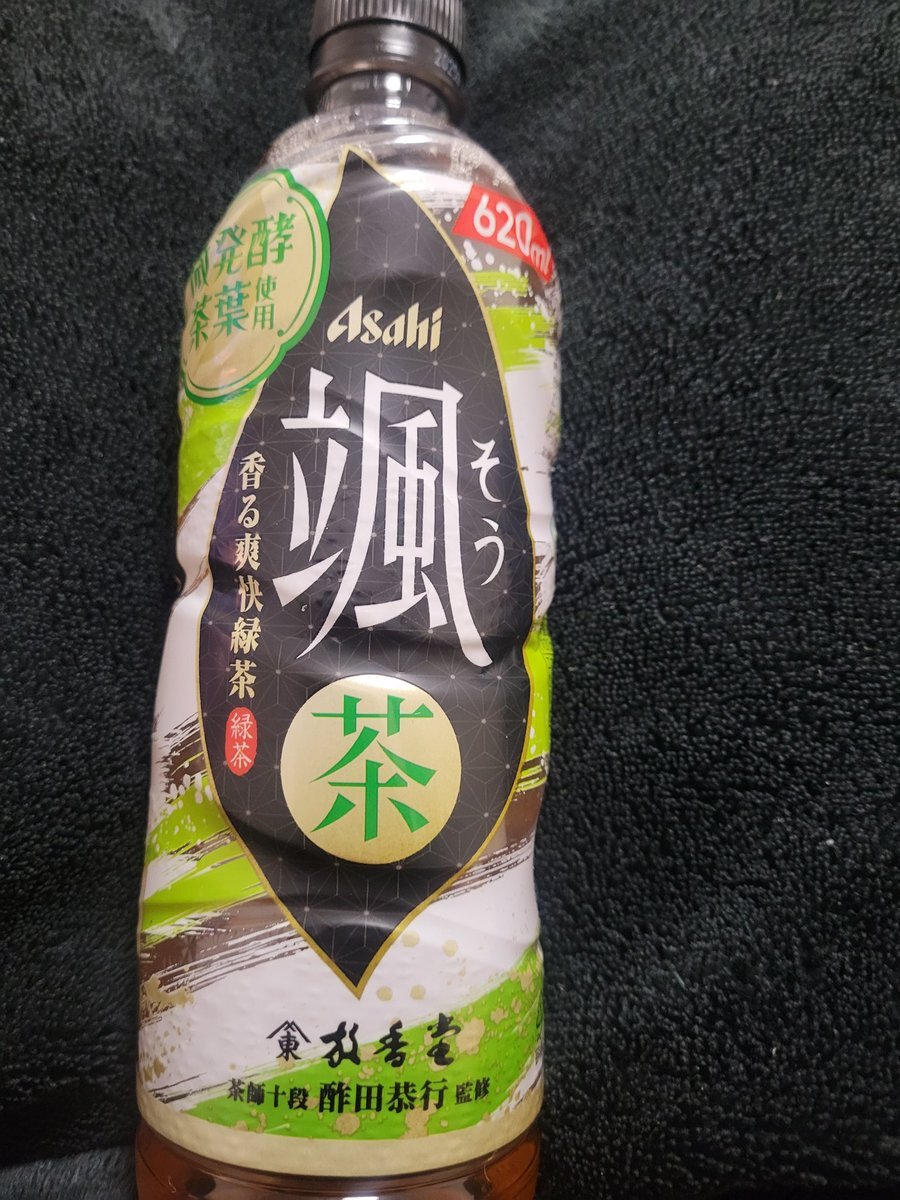 微発酵
茶葉使用
620ml
Asahi
颯
そう
茶
香る爽快緑茶
緑茶
東 放香堂
茶師十段 酢田恭行 監修